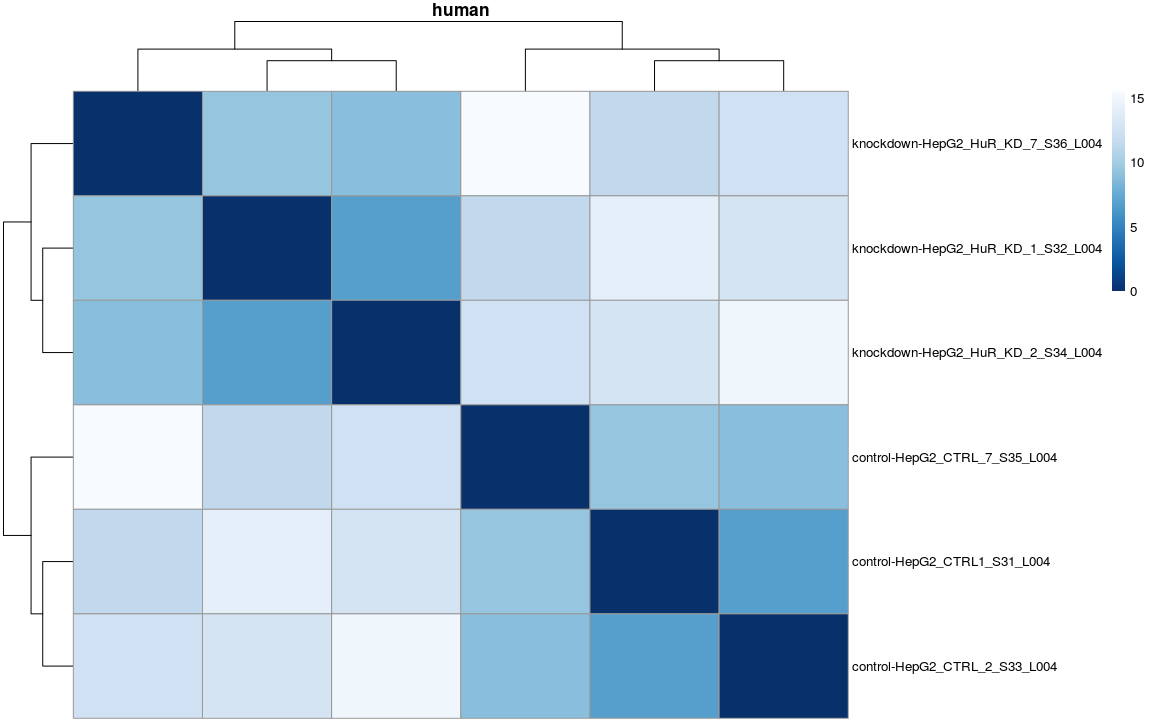 human
knockdown-HepG2_HuR_KD_7_S36_L004
knockdown-HepG2_HuR_KD_1_S32_L004
knockdown-HepG2_HuR_KD_2_S34_L004
control-HepG2_CTRL_7_S35_L004
control-HepG2_CTRL1_S31_L004
control-HepG2_CTRL_2_S33_L004
15
10
5
0